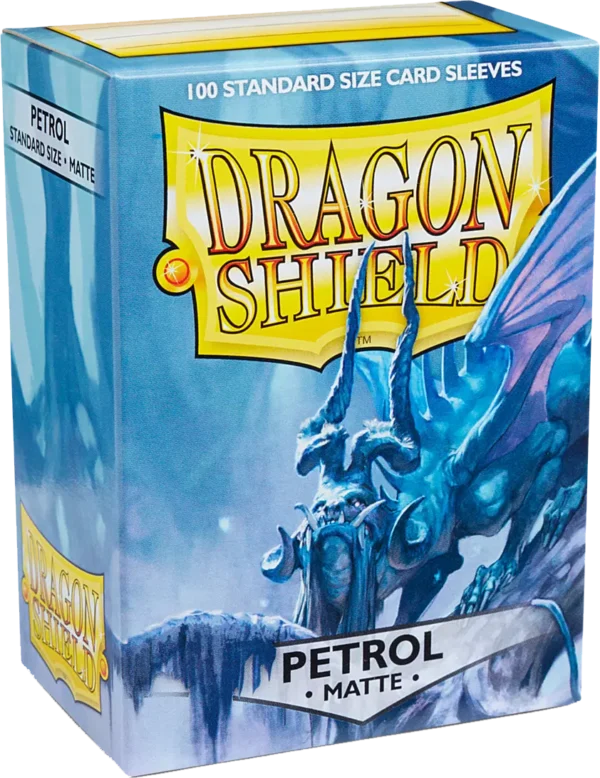 100 STANDARD SIZE CARD SLEEVES
PETROL
STANDARD SIZE • MATTE
DRAGON
SHIELD
TM
DRAGON
SHIELD
PETROL
• MATTE •